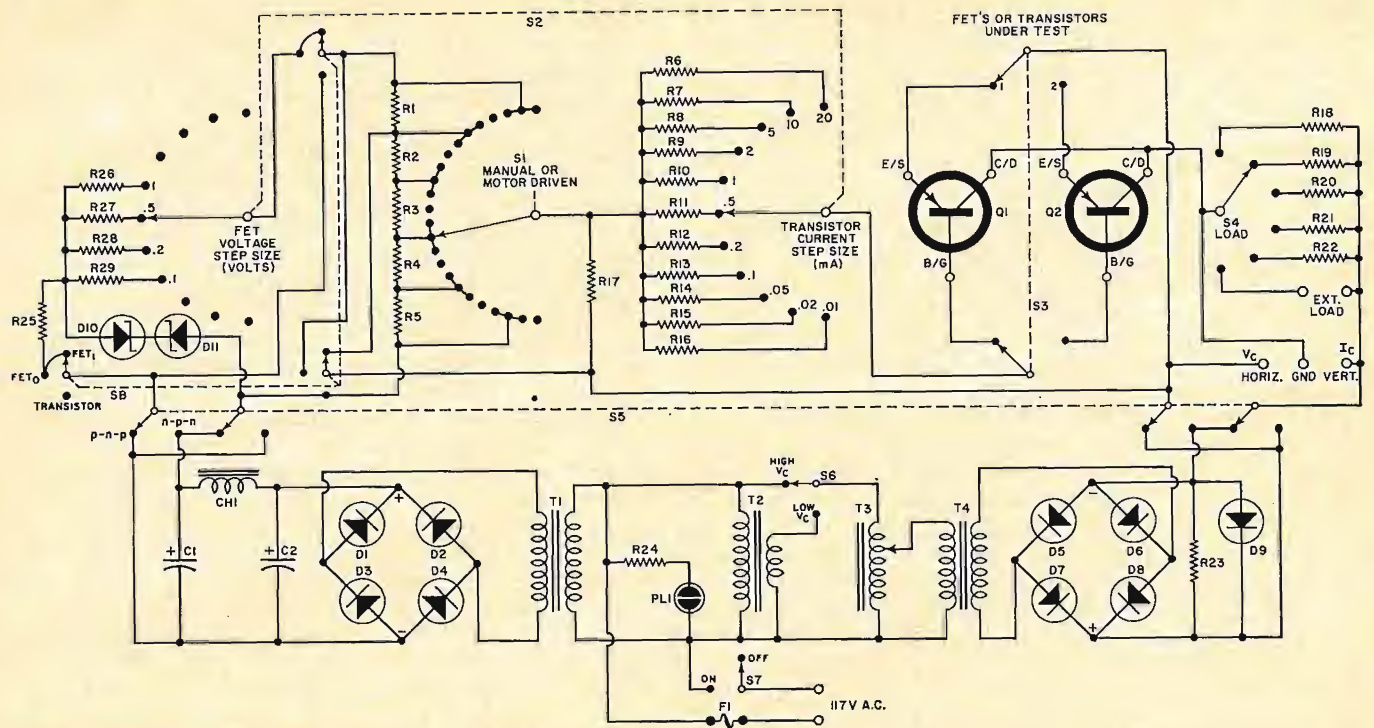 S2
FET'S OR TRANSISTORS
UNDER TEST
R6
R7
10
20
R8
5
R9
2
R10
1
R11
.5
R12
.2
R13
.1
R14
.05
R15
.02
.01
R16
TRANSISTOR
CURRENT
STEP SIZE
(mA)
R1
R2
R3
R4
R5
S1
MANUAL OR
MOTOR DRIVEN
R17
R26
1
R27
.5
R28
.2
R29
.1
FET
VOLTAGE
STEP SIZE
(VOLTS)
R25
D10
D11
FET₀
FET₁
TRANSISTOR
S8
1
2
E/S
C/D
Q1
B/G
E/S
C/D
Q2
B/G
S3
R18
R19
R20
R21
R22
S4
LOAD
EXT.
LOAD
VC
HORIZ.
GND
IC
VERT.
S5
p-n-p
n-p-n
CH1
+
C1
+
C2
+
D1
D2
D3
D4
–
T1
R24
PL1
T2
HIGH
VC
S6
LOW
VC
T3
T4
–
D5
D6
D7
D8
+
R23
D9
OFF
ON
S7
F1
117V A.C.